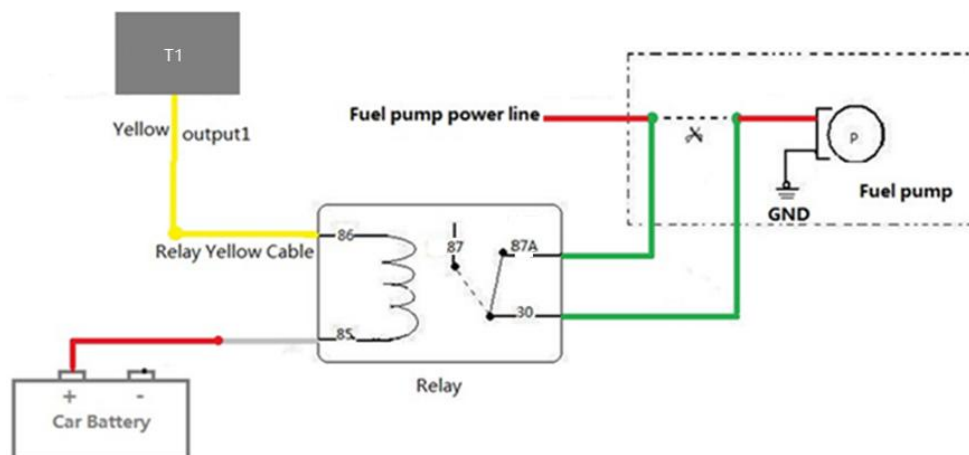 T1
Yellow output1
Fuel pump power line
P
Fuel pump
GND
Relay Yellow Cable
86
87
87A
30
85
Relay
+ -
Car Battery